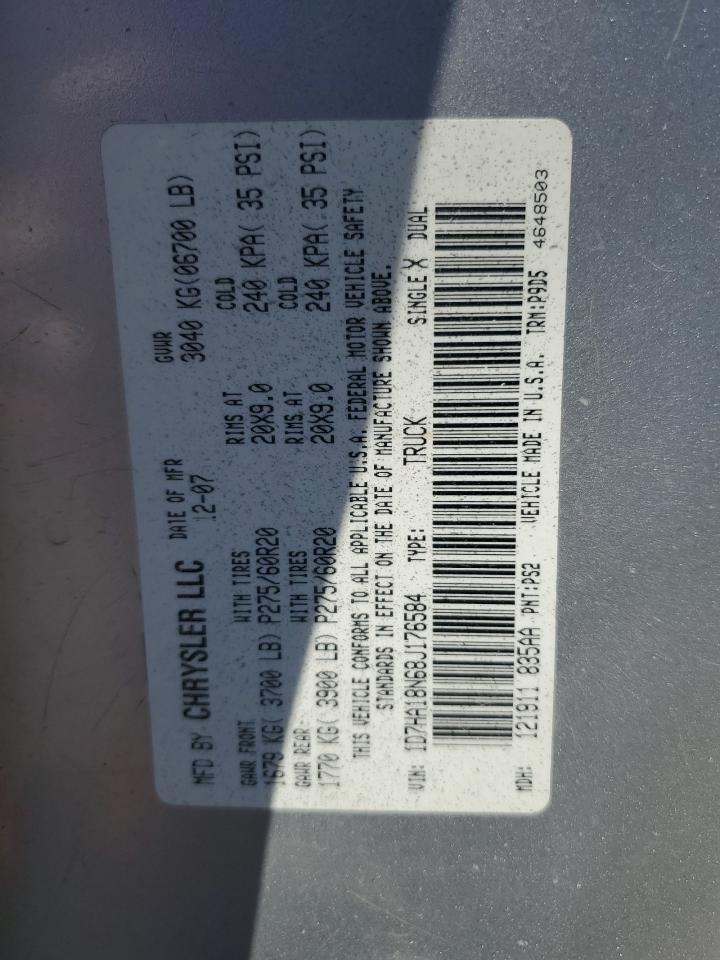 MFD BY CHRYSLER LLC DATE OF MFR 12-07 GVWR 3040 KG(06700 LB)
GAWR FRONT WITH TIRES RIMS AT COLD
1679 KG( 3700 LB) P275/60R20 20X9.0 240 KPA( 35 PSI)
GAWR REAR WITH TIRES RIMS AT COLD
1770 KG( 3900 LB) P275/60R20 20X9.0 240 KPA( 35 PSI)
THIS VEHICLE CONFORMS TO ALL APPLICABLE U.S.A. FEDERAL MOTOR VEHICLE SAFETY
STANDARDS IN EFFECT ON THE DATE OF MANUFACTURE SHOWN ABOVE.
VIN: 1D7HA18N68J176584 TYPE: TRUCK SINGLE X DUAL
MDH: 121911 835AA PNT:PS2 VEHICLE MADE IN U.S.A. TRM:P9D5 4648503